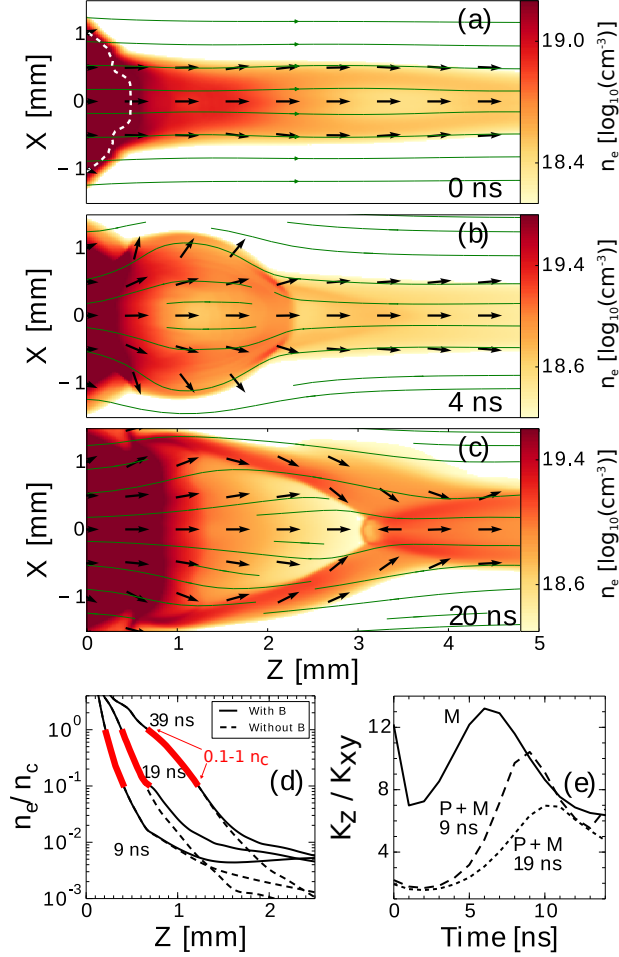 (a)
1
0
−1
X [mm]
0 ns
19.0
18.4
n_e [log_10(cm^-3)]
(b)
1
0
−1
X [mm]
4 ns
19.4
18.6
n_e [log_10(cm^-3)]
(c)
1
0
−1
X [mm]
20 ns
19.4
18.6
n_e [log_10(cm^-3)]
0 1 2 3 4 5
Z [mm]
With B
Without B
39 ns
0.1-1 n_c
19 ns
(d)
9 ns
10^0
10^-1
10^-2
10^-3
n_e/n_c
0 1 2
Z [mm]
M
(e)
P + M
9 ns
P + M
19 ns
12
8
4
K_Z / K_xy
0 5 10
Time [ns]